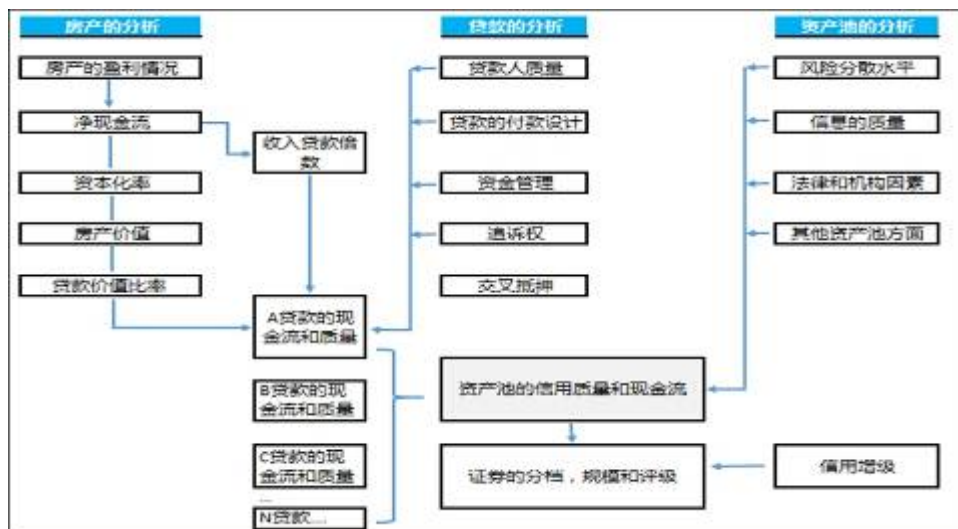 房产的分析
贷款的分析
资产池的分析
房产的盈利情况
贷款人质量
风险分散水平
净现金流
贷款的付款设计
信息的质量
收入贷款倍
数
资本化率
资金管理
法律和机构因素
房产价值
追诉权
其他资产池方面
贷款价值比率
交叉抵押
A贷款的现
金流和质量
B贷款的现
金流和质量
资产池的信用质量和现金流
C贷款的现
金流和质量
证券的分档，规模和评级
信用增级
...
N贷款...